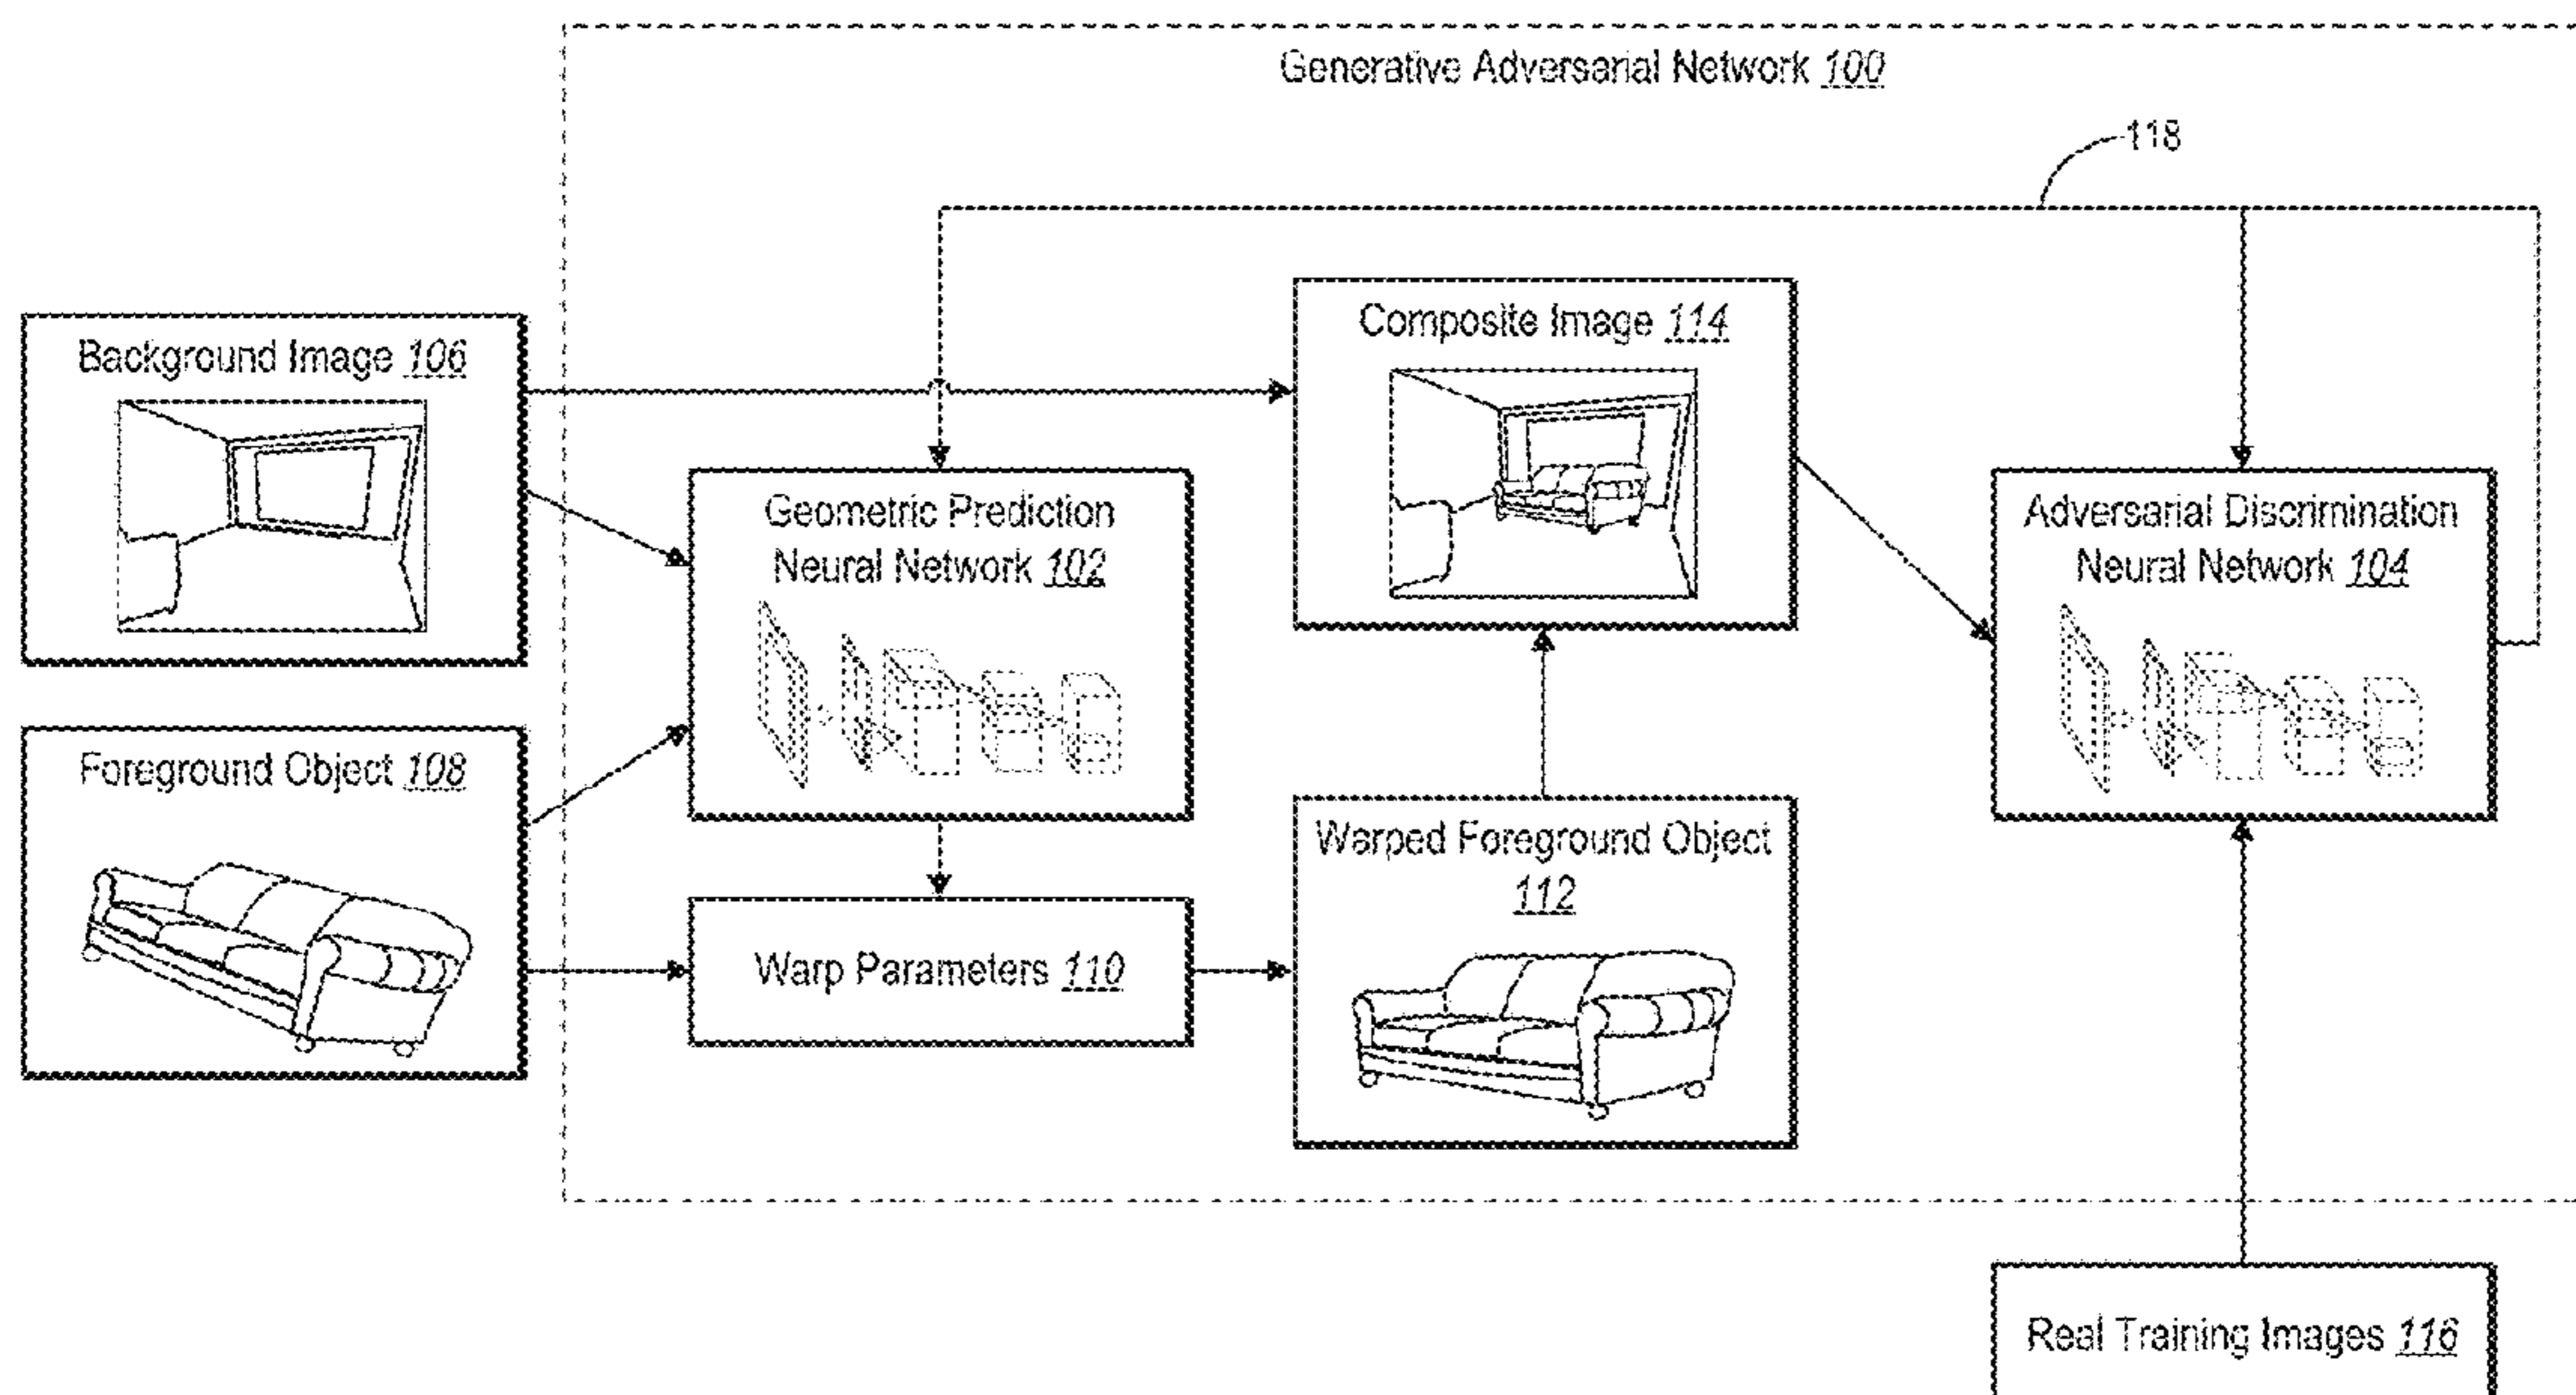 Generative Adversarial Network 100
118
Background Image 106
Composite Image 114
Geometric Prediction
Neural Network 102
Adversarial Discrimination
Neural Network 104
Foreground Object 108
Warped Foreground Object
112
Warp Parameters 110
Real Training Images 116